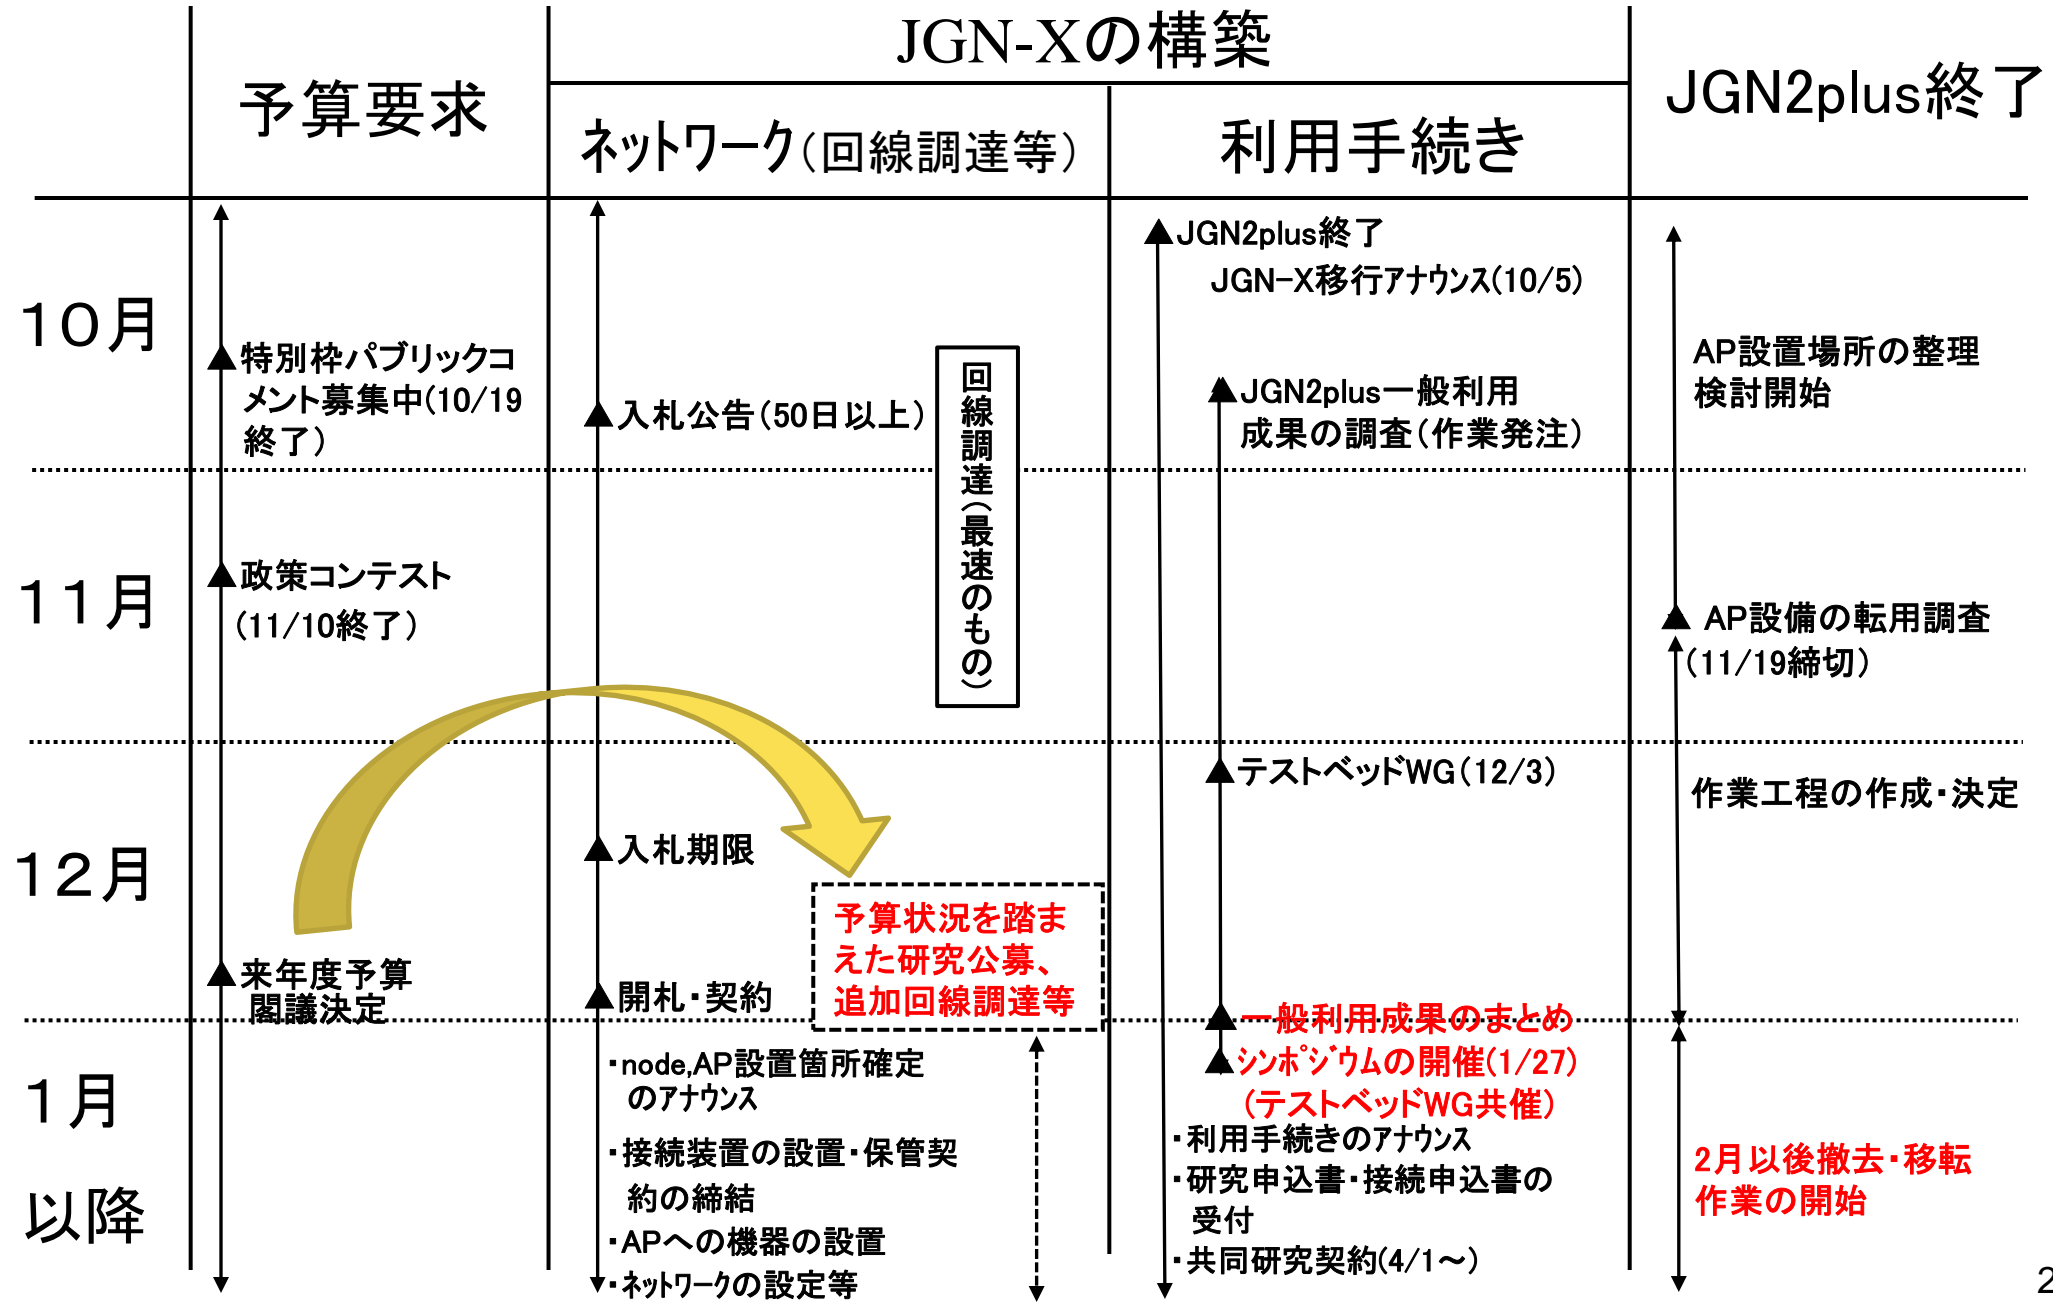 予算要求
JGN-Xの構築
ネットワーク(回線調達等)
利用手続き
JGN2plus終了
10月
▲特別枠パブリックコ
メント募集中(10/19
終了)
▲入札公告(50日以上)
回線調達(最速のもの)
▲JGN2plus終了
JGN-X移行アナウンス(10/5)
▲JGN2plus一般利用
成果の調査(作業発注)
AP設置場所の整理
検討開始
11月
▲政策コンテスト
(11/10終了)
▲ AP設備の転用調査
(11/19締切)
12月
▲来年度予算
閣議決定
▲入札期限
▲開札・契約
予算状況を踏ま
えた研究公募、
追加回線調達等
▲テストベッドWG(12/3)
▲一般利用成果のまとめ
作業工程の作成・決定
1月
以降
・node,AP設置箇所確定
のアナウンス
・接続装置の設置・保管契
約の締結
・APへの機器の設置
・ネットワークの設定等
▲シンポジウムの開催(1/27)
(テストベッドWG共催)
・利用手続きのアナウンス
・研究申込書・接続申込書の
受付
・共同研究契約(4/1～)
2月以後撤去・移転
作業の開始
2